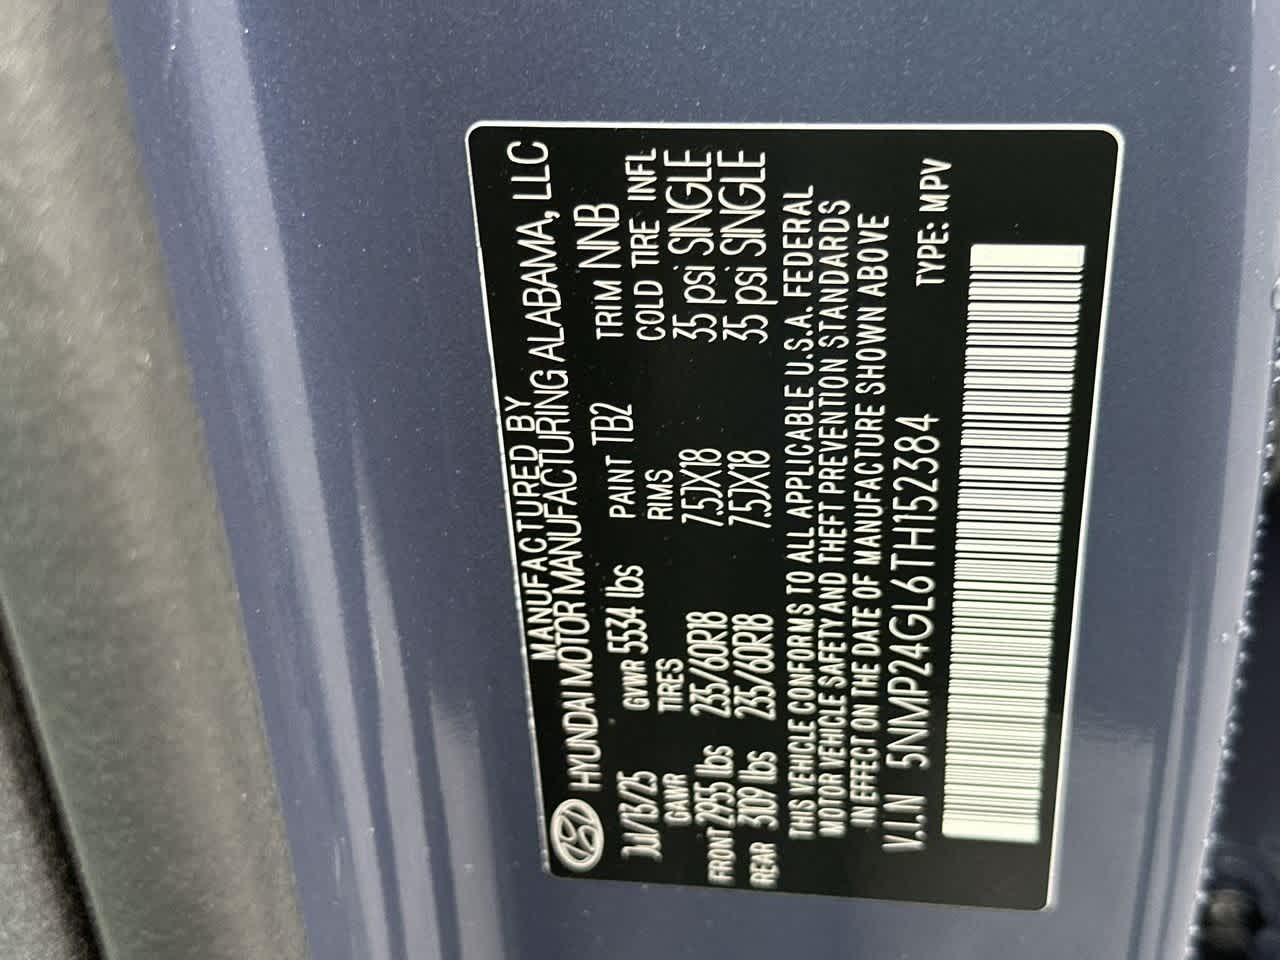 MANUFACTURED BY
HYUNDAI MOTOR MANUFACTURING ALABAMA, LLC
Jul/13/25 GVWR 5534 lbs PAINT TB2 TRIM NNB
GAWR TIRES RIMS COLD TIRE INFL
FRONT 2955 lbs 235/60R18 7.5JX18 35 psi SINGLE
REAR 3109 lbs 235/60R18 7.5JX18 35 psi SINGLE
THIS VEHICLE CONFORMS TO ALL APPLICABLE U.S.A. FEDERAL
MOTOR VEHICLE SAFETY AND THEFT PREVENTION STANDARDS
IN EFFECT ON THE DATE OF MANUFACTURE SHOWN ABOVE
V.I.N 5NMP24GL6TH152384 TYPE: MPV